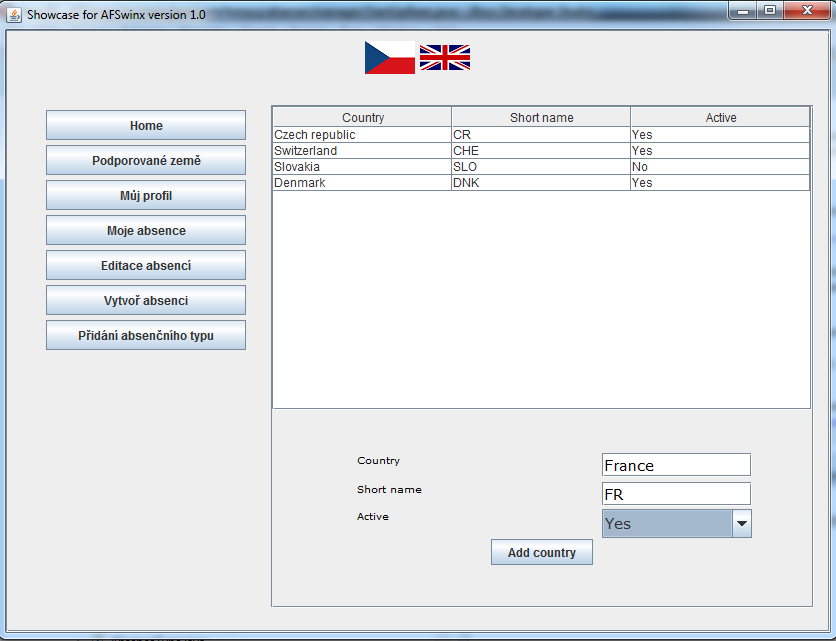 Showcase for AFSwinx version 1.0
Home
Podporované země
Můj profil
Moje absence
Editace absencí
Vytvoř absenci
Přidání absenčního typu
Country Short name Active
Czech republic CR Yes
Switzerland CHE Yes
Slovakia SLO No
Denmark DNK Yes
Country France
Short name FR
Active Yes
Add country